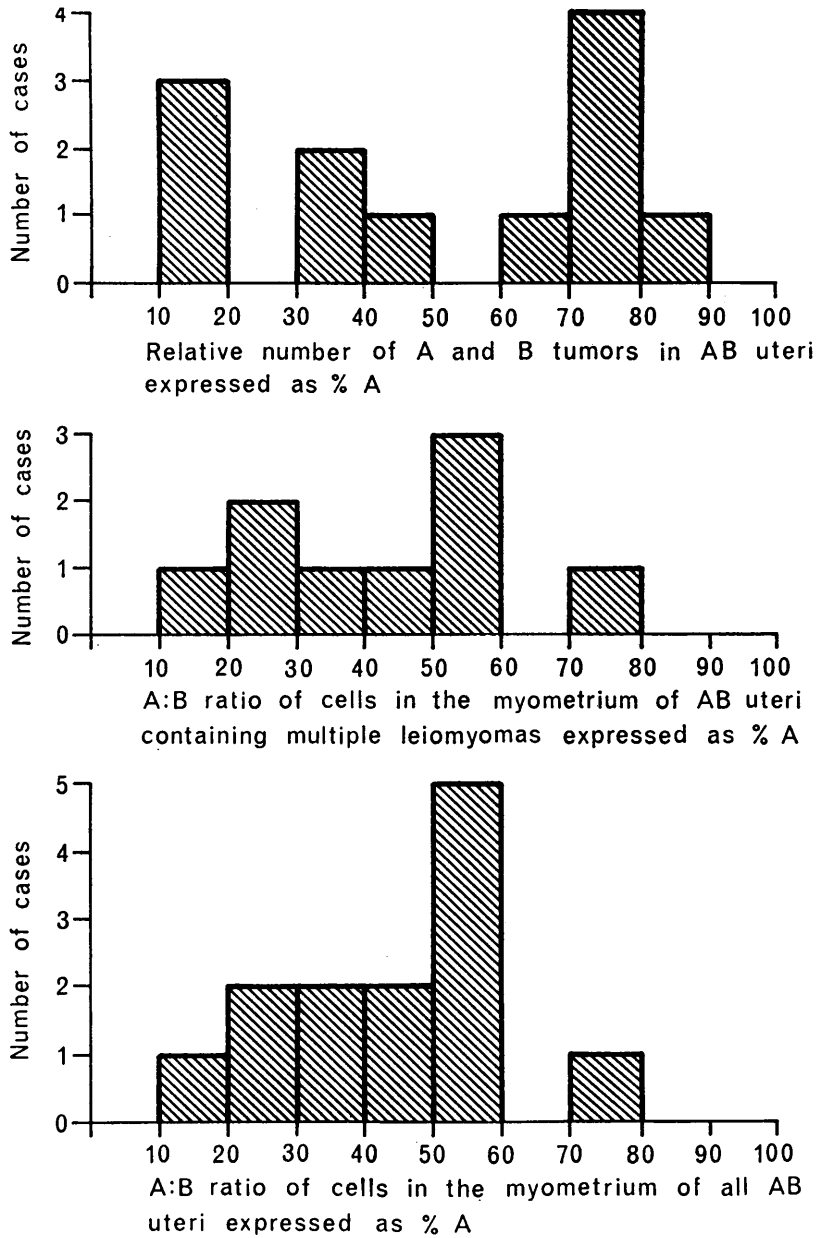 4
3
2
1
0
Number of cases
10 20 30 40 50 60 70 80 90 100
Relative number of A and B tumors in AB uteri
expressed as % A
3
2
1
0
Number of cases
10 20 30 40 50 60 70 80 90 100
A:B ratio of cells in the myometrium of AB uteri
containing multiple leiomyomas expressed as % A
5
4
3
2
1
0
Number of cases
10 20 30 40 50 60 70 80 90 100
A:B ratio of cells in the myometrium of all AB
uteri expressed as % A